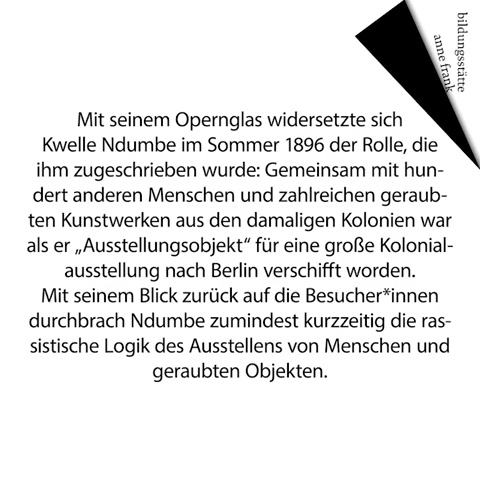 bildungsstätte
anne frank
Mit seinem Opernglas widersetzte sich
Kwelle Ndumbe im Sommer 1896 der Rolle, die
ihm zugeschrieben wurde: Gemeinsam mit hun-
dert anderen Menschen und zahlreichen geraub-
ten Kunstwerken aus den damaligen Kolonien war
als er „Ausstellungsobjekt“ für eine große Kolonial-
ausstellung nach Berlin verschifft worden.
Mit seinem Blick zurück auf die Besucher*innen
durchbrach Ndumbe zumindest kurzzeitig die ras-
sistische Logik des Ausstellens von Menschen und
geraubten Objekten.